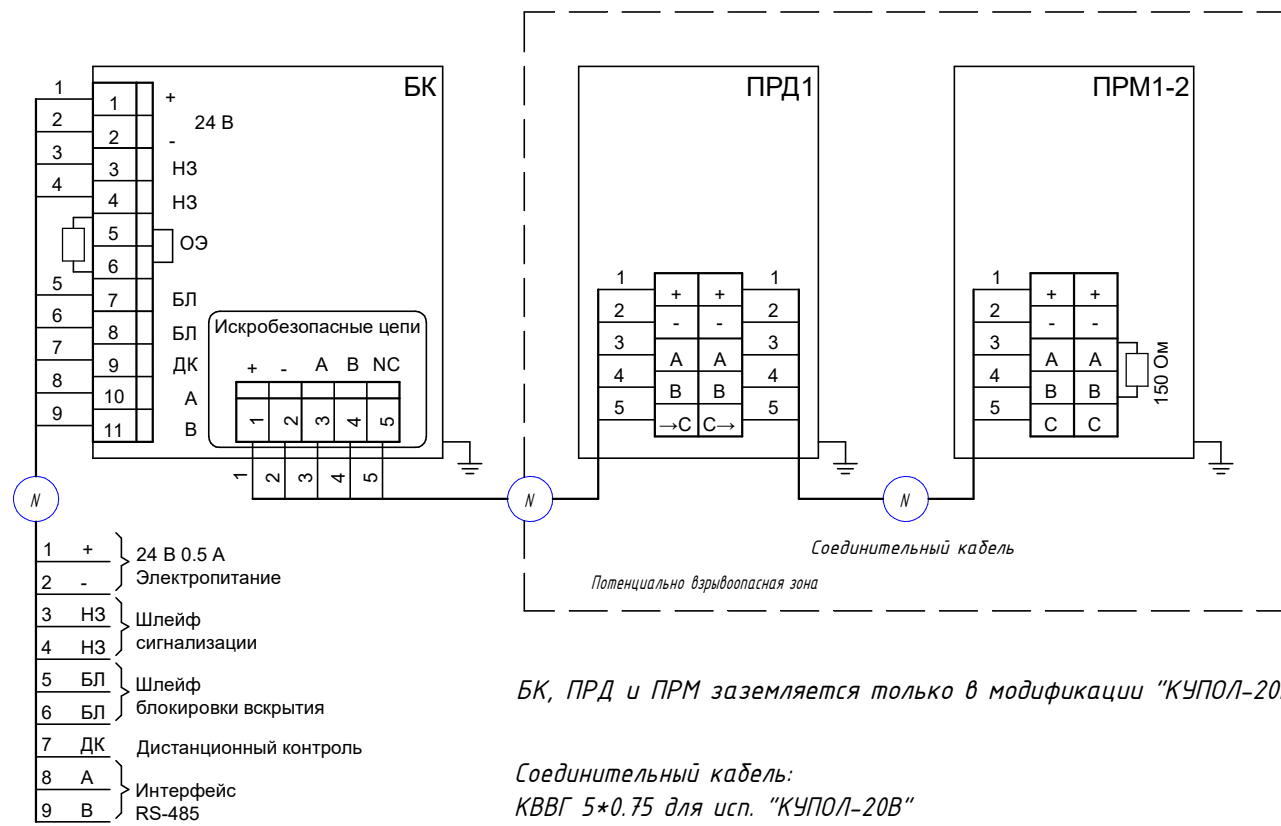 БК
1
2
3
4
5
6
7
8
9
1
2
3
4
5
6
7
8
9
10
11
+
24 В
-
НЗ
НЗ
ОЭ
БЛ
БЛ
ДК
А
В
Искробезопасные цепи
+ - А В NC
1 2 3 4 5
1 2 3 4 5
ПРД1
1 + + 1
2 - - 2
3 А А 3
4 В В 4
5 →С С→ 5
ПРМ1-2
1 + +
2 - -
3 А А
4 В В
5 С С
150 Ом
N
N
N
Соединительный кабель
Потенциально взрывоопасная зона
1 + 24 В 0.5 А
2 - Электропитание
3 НЗ Шлейф
4 НЗ сигнализации
5 БЛ Шлейф
6 БЛ блокировки вскрытия
7 ДК Дистанционный контроль
8 А Интерфейс
9 В RS-485
БК, ПРД и ПРМ заземляется только в модификации "КУПОЛ-20
Соединительный кабель:
КВВГ 5*0.75 для исп. "КУПОЛ-20В"